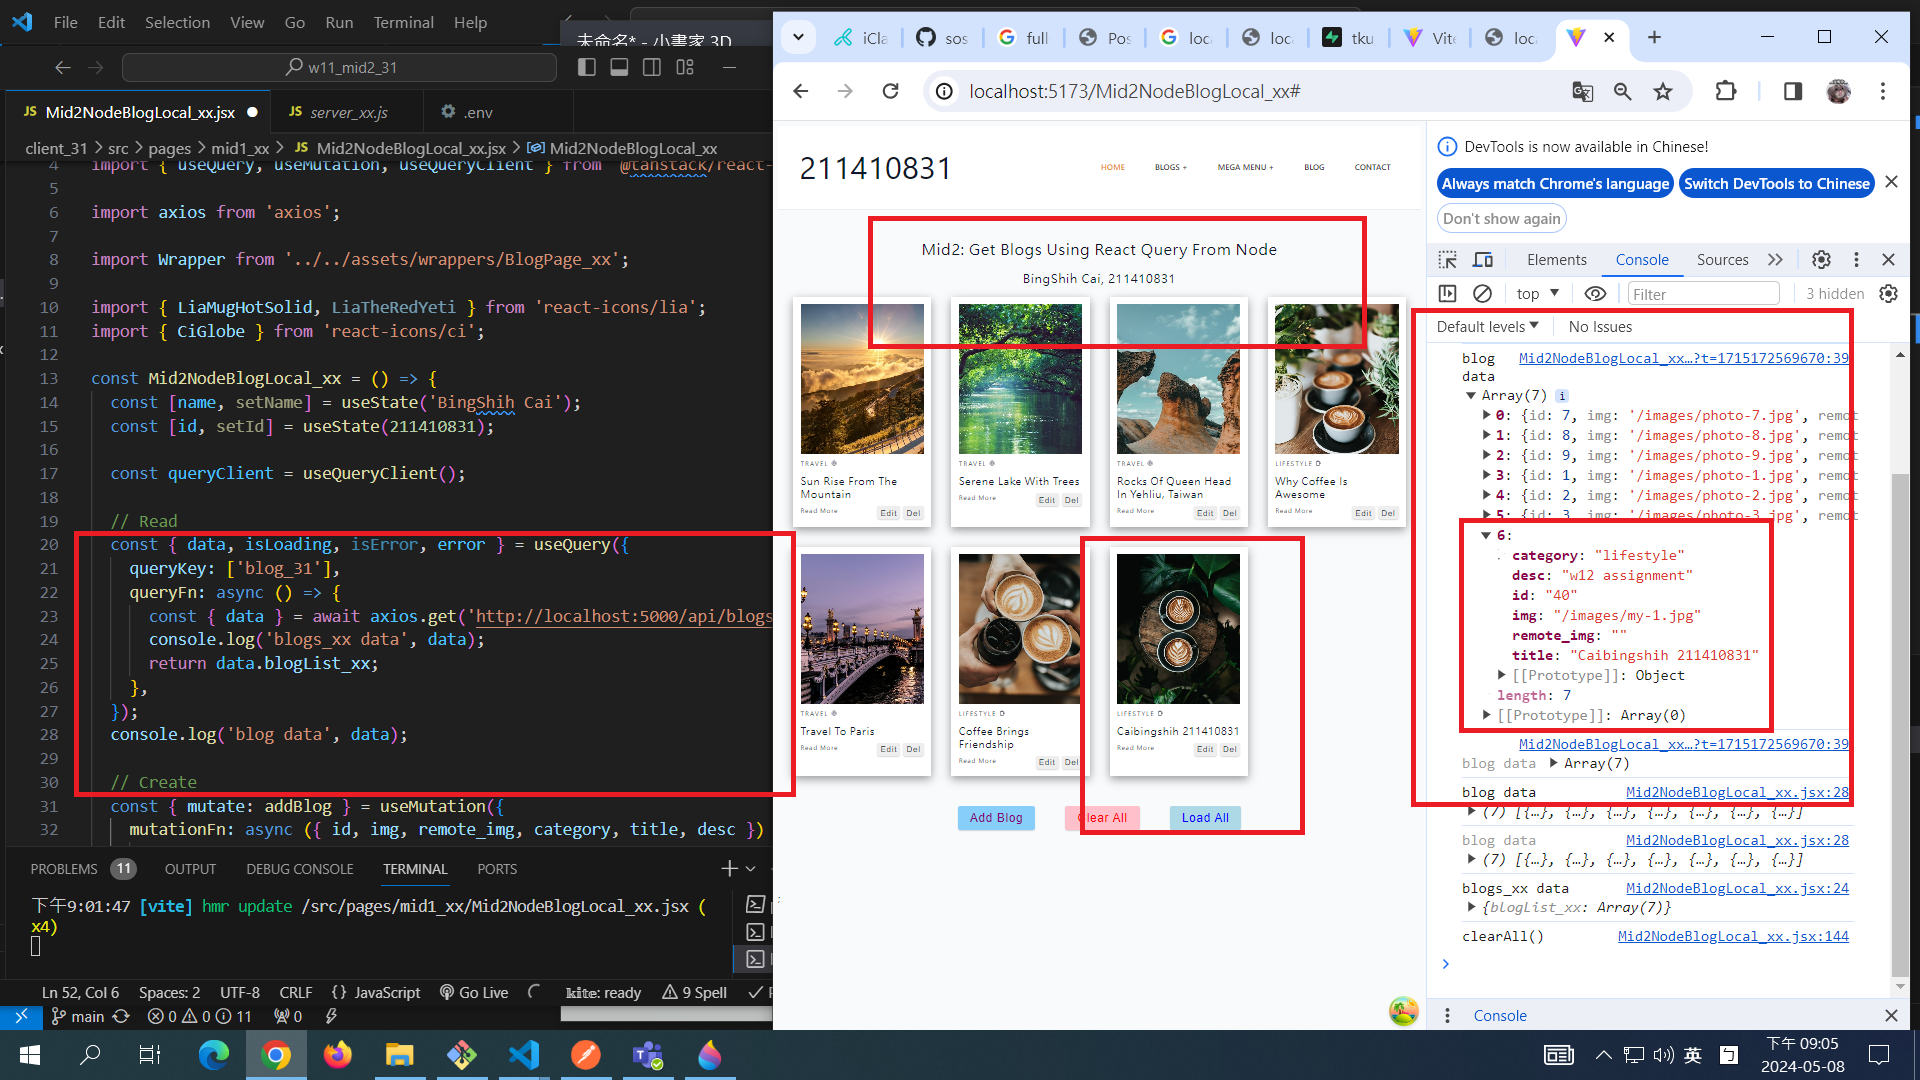 File Edit Selection View Go Run Terminal Help
未命名* - 小畫家 3D
w11_mid2_31
JS Mid2NodeBlogLocal_xx.jsx
JS server_xx.js
.env
client_31 > src > pages > mid1_xx > JS Mid2NodeBlogLocal_xx.jsx > Mid2NodeBlogLocal_xx
4 import { useQuery, useMutation, useQueryClient } from '@tanstack/react-
5
6 import axios from 'axios';
7
8 import Wrapper from '../../assets/wrappers/BlogPage_xx';
9
10 import { LiaMugHotSolid, LiaTheRedYeti } from 'react-icons/lia';
11 import { CiGlobe } from 'react-icons/ci';
12
13 const Mid2NodeBlogLocal_xx = () => {
14 const [name, setName] = useState('BingShih Cai');
15 const [id, setId] = useState(211410831);
16
17 const queryClient = useQueryClient();
18
19 // Read
20 const { data, isLoading, isError, error } = useQuery({
21 queryKey: ['blog_31'],
22 queryFn: async () => {
23 const { data } = await axios.get('http://localhost:5000/api/blogs
24 console.log('blogs_xx data', data);
25 return data.blogList_xx;
26 },
27 });
28 console.log('blog data', data);
29
30 // Create
31 const { mutate: addBlog } = useMutation({
32 mutationFn: async ({ id, img, remote_img, category, title, desc })
PROBLEMS 11 OUTPUT DEBUG CONSOLE TERMINAL PORTS
下午9:01:47 [vite] hmr update /src/pages/mid1_xx/Mid2NodeBlogLocal_xx.jsx (
x4)
Ln 52, Col 6 Spaces: 2 UTF-8 CRLF {} JavaScript Go Live kite: ready 9 Spell
main 0 0 11 0
iCla sos full Pos loca loca tku Vite loca
localhost:5173/Mid2NodeBlogLocal_xx#
211410831
HOME BLOGS + MEGA MENU + BLOG CONTACT
Mid2: Get Blogs Using React Query From Node
BingShih Cai, 211410831
TRAVEL
Sun Rise From The
Mountain
Read More Edit Del
TRAVEL
Serene Lake With Trees
Read More Edit Del
TRAVEL
Rocks Of Queen Head
In Yehliu, Taiwan
Read More Edit Del
LIFESTYLE
Why Coffee Is
Awesome
Read More Edit Del
TRAVEL
Travel To Paris
Read More Edit Del
LIFESTYLE
Coffee Brings
Friendship
Read More Edit Del
LIFESTYLE
Caibingshih 211410831
Read More Edit Del
Add Blog Clear All Load All
DevTools is now available in Chinese!
Always match Chrome's language Switch DevTools to Chinese
Don't show again
Elements Console Sources
top Filter 3 hidden
Default levels No Issues
blog Mid2NodeBlogLocal_xx…?t=1715172569670:39
data
Array(7)
0: {id: 7, img: '/images/photo-7.jpg', remot
1: {id: 8, img: '/images/photo-8.jpg', remot
2: {id: 9, img: '/images/photo-9.jpg', remot
3: {id: 1, img: '/images/photo-1.jpg', remot
4: {id: 2, img: '/images/photo-2.jpg', remot
5: {id: 3, img: '/images/photo-3.jpg', remot
6:
category: "lifestyle"
desc: "w12 assignment"
id: "40"
img: "/images/my-1.jpg"
remote_img: ""
title: "Caibingshih 211410831"
[[Prototype]]: Object
length: 7
[[Prototype]]: Array(0)
Mid2NodeBlogLocal_xx…?t=1715172569670:39
blog data Array(7)
blog data Mid2NodeBlogLocal_xx.jsx:28
(7) [{…}, {…}, {…}, {…}, {…}, {…}, {…}]
blog data Mid2NodeBlogLocal_xx.jsx:28
(7) [{…}, {…}, {…}, {…}, {…}, {…}, {…}]
blogs_xx data Mid2NodeBlogLocal_xx.jsx:24
{blogList_xx: Array(7)}
clearAll() Mid2NodeBlogLocal_xx.jsx:144
Console
英
下午 09:05
2024-05-08